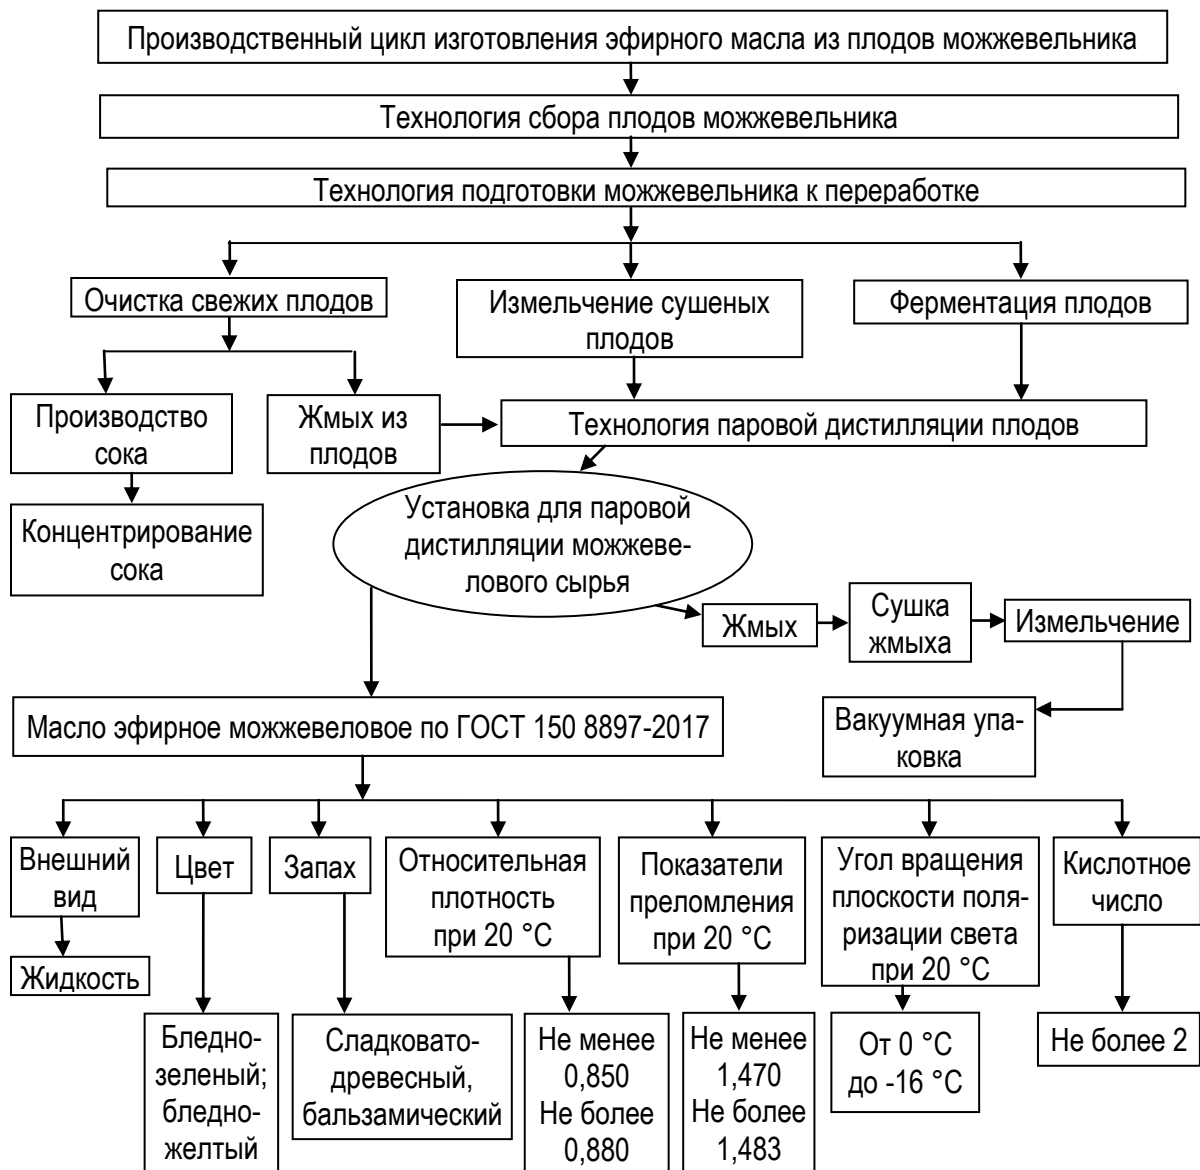 Производственный цикл изготовления эфирного масла из плодов можжевельника
Технология сбора плодов можжевельника
Технология подготовки можжевельника к переработке
Очистка свежих плодов
Измельчение сушеных
плодов
Ферментация плодов
Производство
сока
Жмых из
плодов
Технология паровой дистилляции плодов
Концентрирование
сока
Установка для паровой
дистилляции можжеве-
лового сырья
Жмых
Сушка
жмыха
Измельчение
Вакуумная упа-
ковка
Масло эфирное можжевеловое по ГОСТ 150 8897-2017
Внешний
вид
Цвет
Запах
Относительная
плотность
при 20 °C
Показатели
преломления
при 20 °C
Угол вращения
плоскости поля-
ризации света
при 20 °C
Кислотное
число
Жидкость
Бледно-
зеленый;
бледно-
желтый
Сладковато-
древесный,
бальзамический
Не менее
0,850
Не более
0,880
Не менее
1,470
Не более
1,483
От 0 °C
до -16 °C
Не более 2